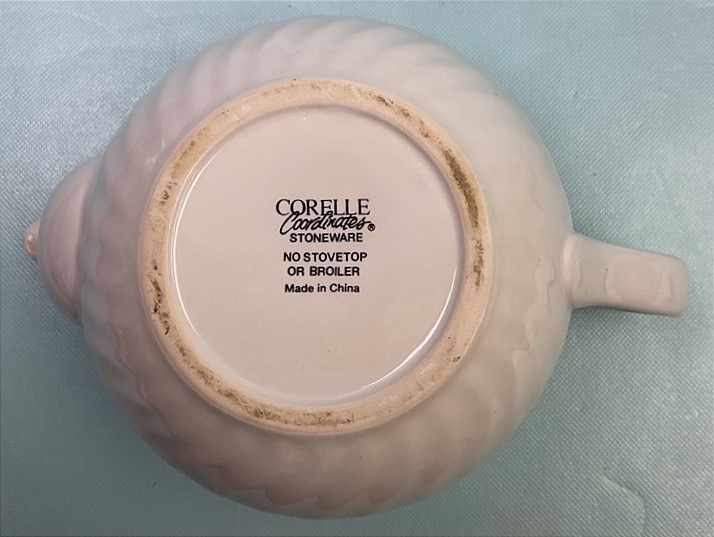 CORELLE
Coordinates®
STONEWARE
NO STOVETOP
OR BROILER
Made in China